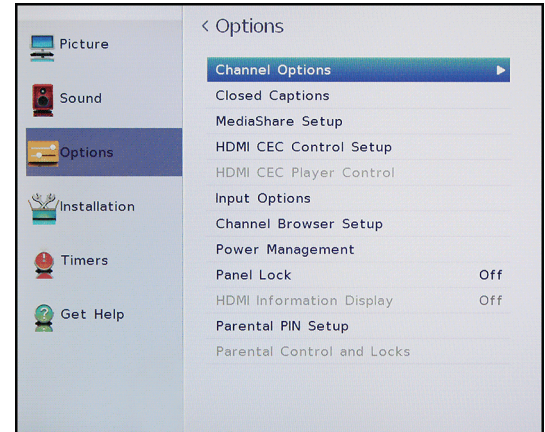 Picture
Sound
Options
Installation
Timers
Get Help
< Options
Channel Options
Closed Captions
MediaShare Setup
HDMI CEC Control Setup
HDMI CEC Player Control
Input Options
Channel Browser Setup
Power Management
Panel Lock Off
HDMI Information Display Off
Parental PIN Setup
Parental Control and Locks